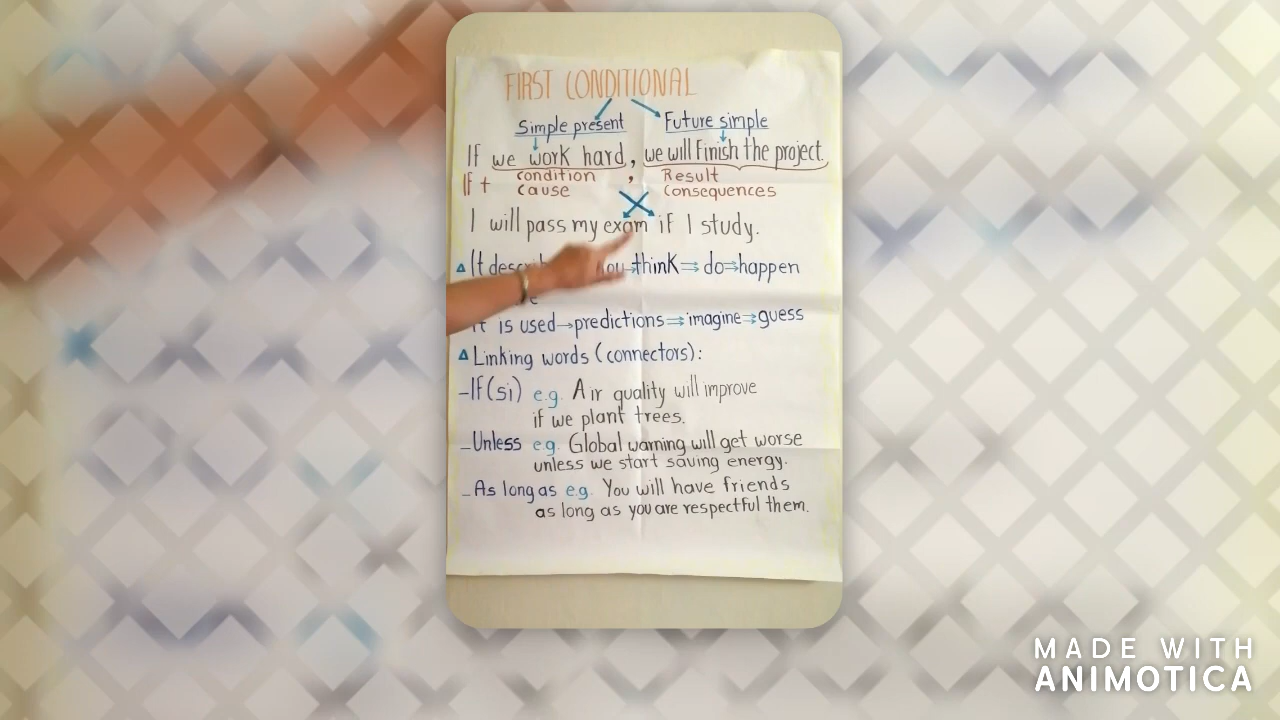 FIRST CONDITIONAL
Simple present Future simple
If we work hard, we will Finish the project.
If + condition , Result
cause consequences
I will pass my exam if I study.
think ⇒ do ⇒ happen
It is used → predictions ⇒ imagine ⇒ guess
Linking words (connectors):
- If (si) e.g. Air quality will improve
if we plant trees.
- Unless e.g. Global warning will get worse
unless we start saving energy.
- As long as e.g. You will have friends
as long as you are respectful them.
MADE WITH
ANIMOTICA